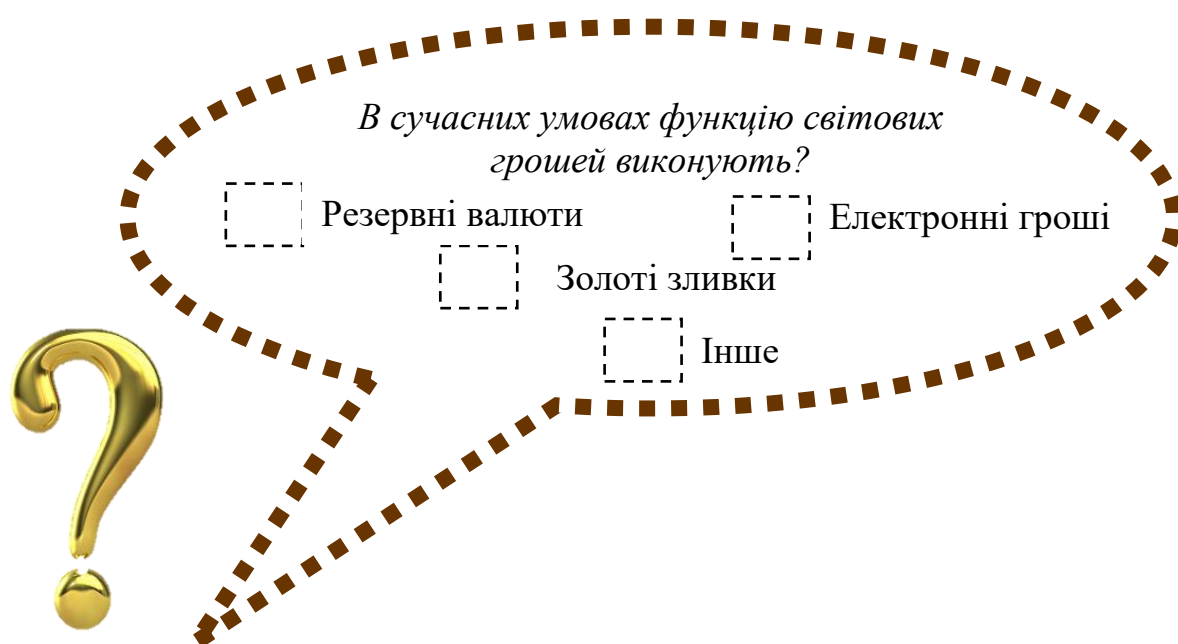 В сучасних умовах функцію світових
грошей виконують?
Резервні валюти
Електронні гроші
Золоті зливки
Інше